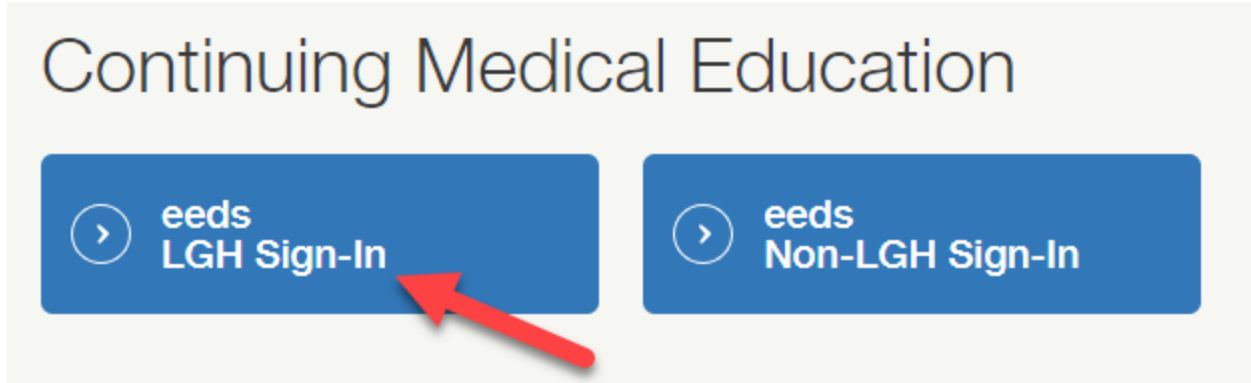 Continuing Medical Education
eeds
LGH Sign-In
eeds
Non-LGH Sign-In